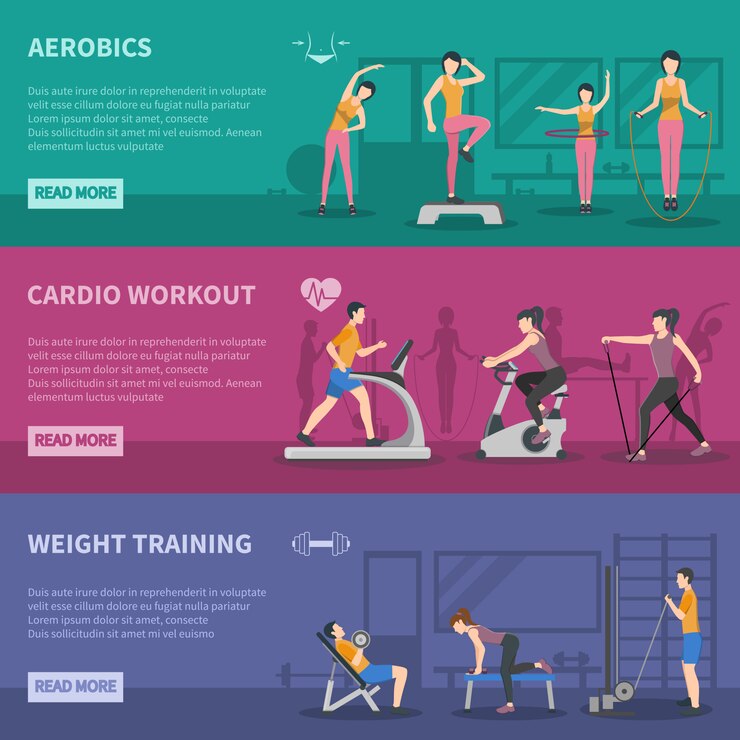 AEROBICS
Duis aute irure dolor in reprehenderit in voluptate
velit esse cillum dolore eu fugiat nulla pariatur
Lorem ipsum dolor sit amet, consecte
Duis sollicitudin amet mi vel euismod. Aenean
elementum luctus vulputate
READ MORE
CARDIO WORKOUT
Duis aute irure dolor in reprehenderit in voluptate
velit esse cillum dolore eu fugiat nulla pariatur
Lorem ipsum dolor sit amet, consecte
Duis sollicitudin amet mi vel euismod. Aenean
elementum luctus vulputate
READ MORE
WEIGHT TRAINING
Duis aute irure dolor in reprehenderit in voluptate
velit esse cillum dolore eu fugiat nulla pariatur
Lorem ipsum dolor sit amet, consecte
Duis sollicitudin amet mi vel euismo
READ MORE